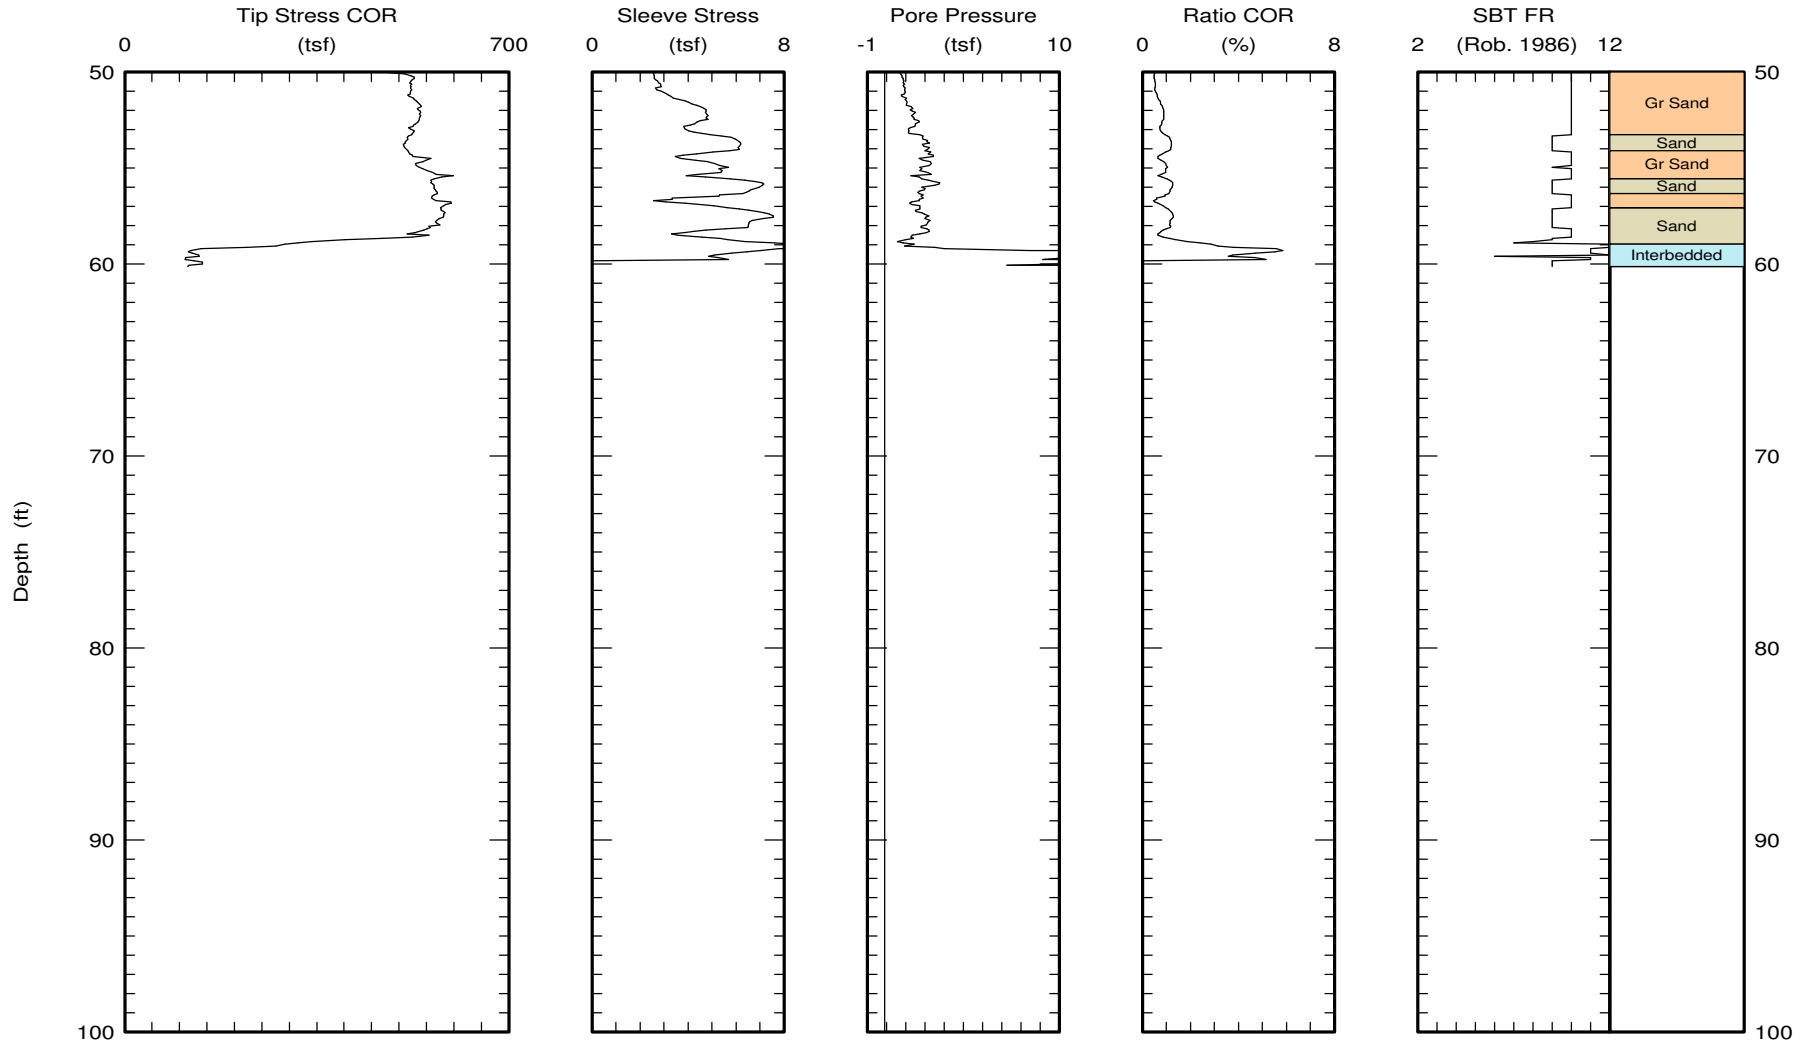 Tip Stress COR Sleeve Stress Pore Pressure Ratio COR SBT FR
0 (tsf) 700 0 (tsf) 8 -1 (tsf) 10 0 (%) 8 2 (Rob. 1986) 12
50 50
Gr Sand
Sand
Gr Sand
Sand
Sand
Interbedded
60 60
70 70
Depth (ft)
80 80
90 90
100 100